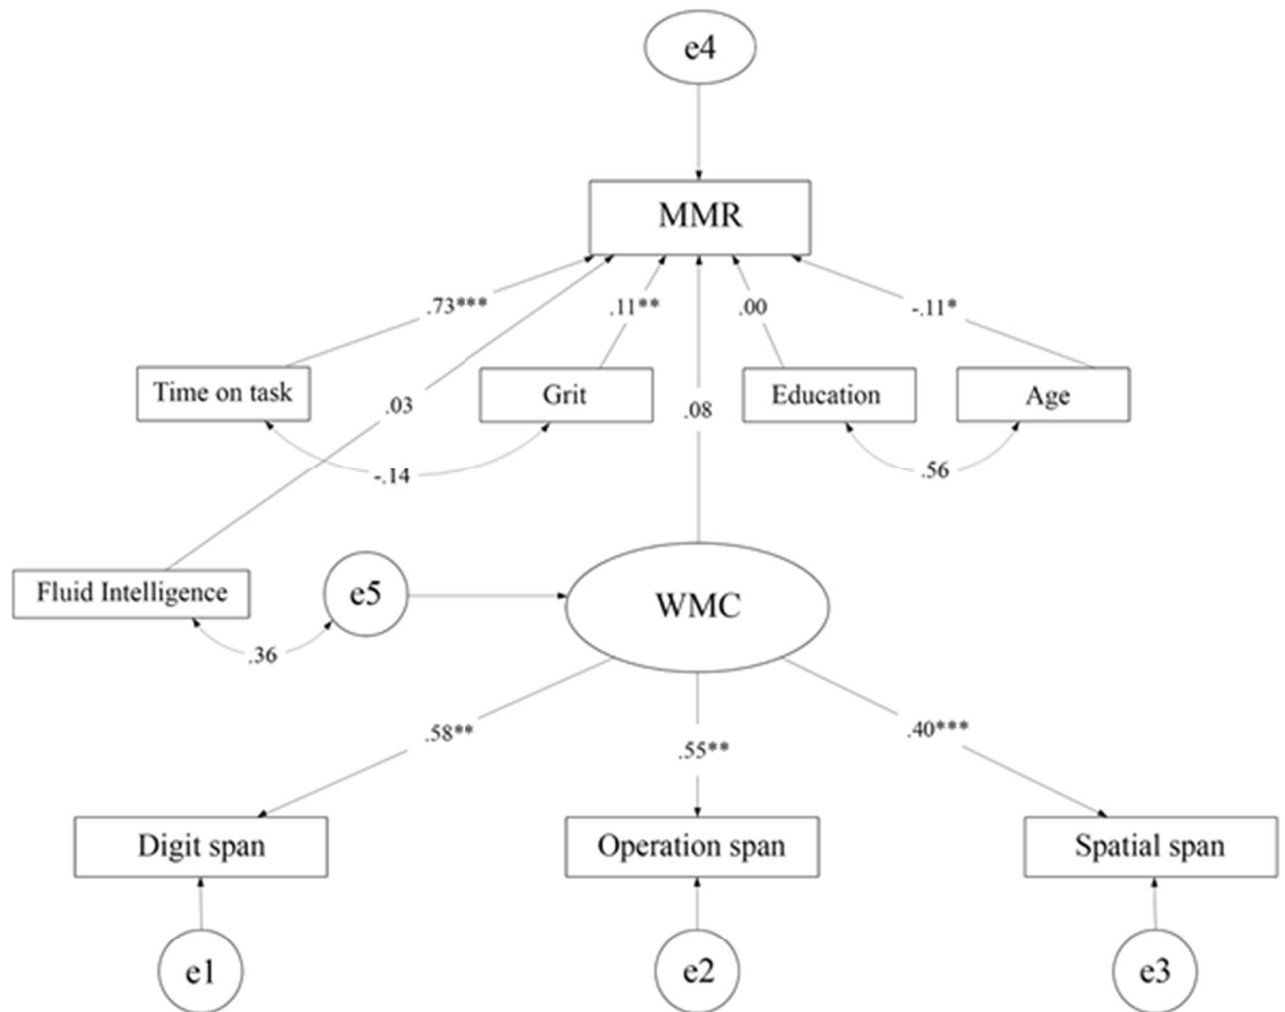 e4
MMR
.73***
.11**
.00
-.11*
Time on task
Grit
Education
Age
.03
.08
-.14
.56
Fluid Intelligence
e5
WMC
.36
.58**
.55**
.40***
Digit span
Operation span
Spatial span
e1
e2
e3